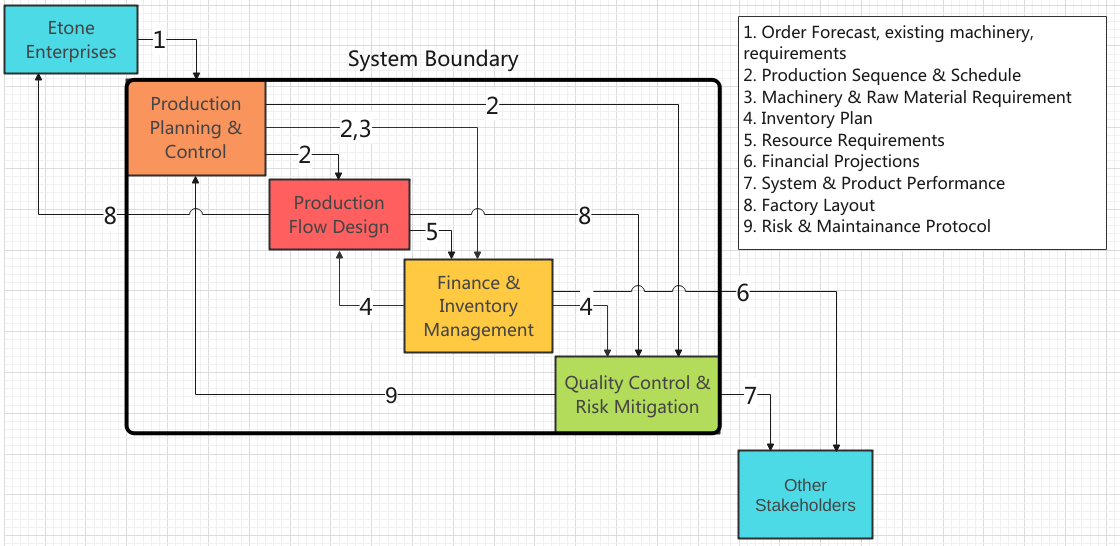 Etone
Enterprises
1
System Boundary
1. Order Forecast, existing machinery,
requirements
2. Production Sequence & Schedule
3. Machinery & Raw Material Requirement
4. Inventory Plan
5. Resource Requirements
6. Financial Projections
7. System & Product Performance
8. Factory Layout
9. Risk & Maintainance Protocol
Production
Planning &
Control
2
2,3
2
Production
Flow Design
8
8
5
Finance &
Inventory
Management
4
4
6
Quality Control &
Risk Mitigation
9
7
Other
Stakeholders